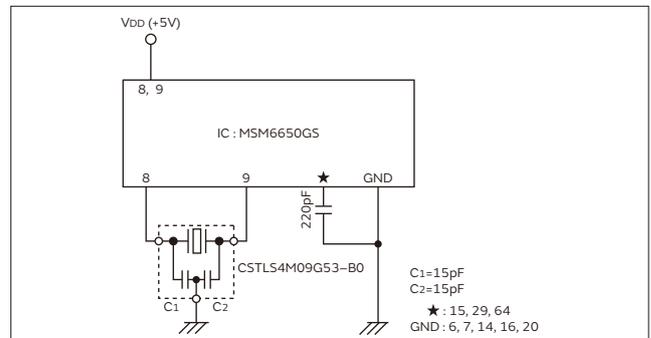 VDD (+5V)
8, 9
IC : MSM6650GS
8
9
★
GND
220pF
CSTLS4M09G53–B0
C1
C2
C1=15pF
C2=15pF
★ : 15, 29, 64
GND : 6, 7, 14, 16, 20